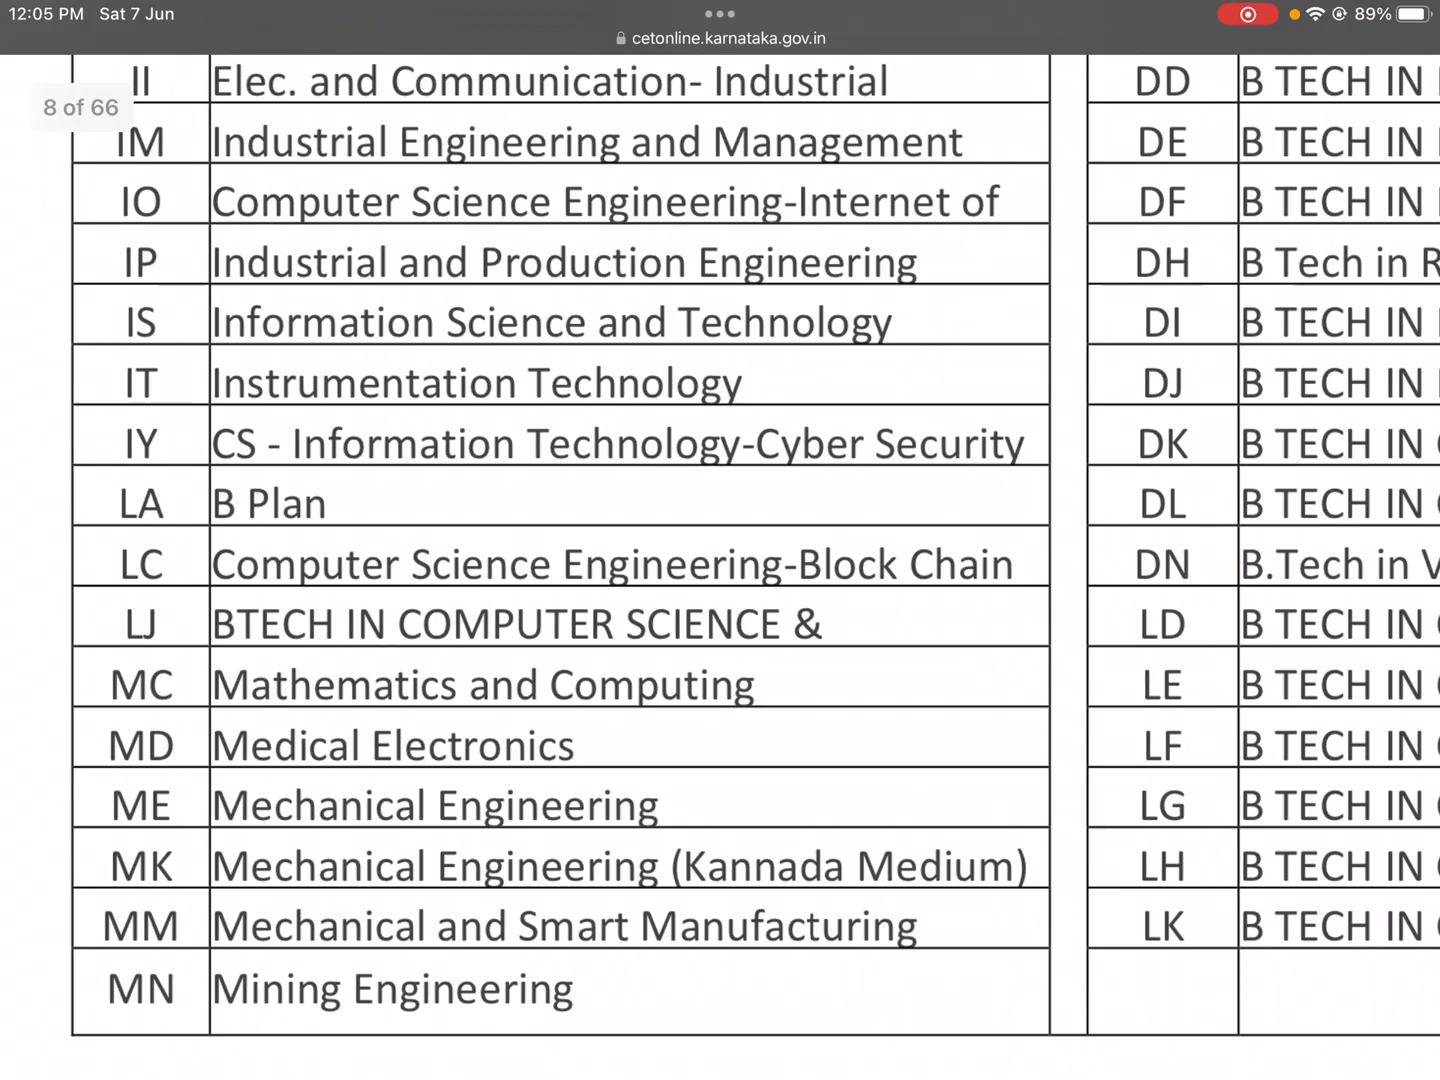 12:05 PM Sat 7 Jun
89%
cetonline.karnataka.gov.in
8 of 66
II Elec. and Communication- Industrial DD B TECH IN
IM Industrial Engineering and Management DE B TECH IN
IO Computer Science Engineering-Internet of DF B TECH IN
IP Industrial and Production Engineering DH B Tech in R
IS Information Science and Technology DI B TECH IN
IT Instrumentation Technology DJ B TECH IN
IY CS - Information Technology-Cyber Security DK B TECH IN
LA B Plan DL B TECH IN
LC Computer Science Engineering-Block Chain DN B.Tech in V
LJ BTECH IN COMPUTER SCIENCE & LD B TECH IN
MC Mathematics and Computing LE B TECH IN
MD Medical Electronics LF B TECH IN
ME Mechanical Engineering LG B TECH IN
MK Mechanical Engineering (Kannada Medium) LH B TECH IN
MM Mechanical and Smart Manufacturing LK B TECH IN
MN Mining Engineering